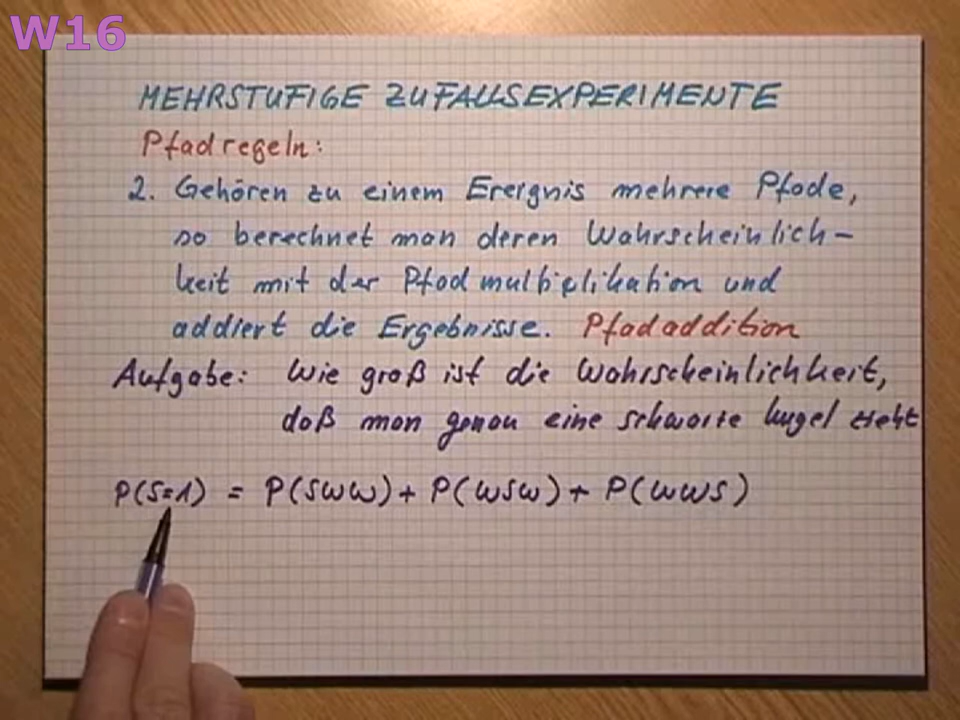 W16
MEHRSTUFIGE ZUFALLSEXPERIMENTE
Pfadregeln:
2. Gehören zu einem Ereignis mehrere Pfade,
so berechnet man deren Wahrscheinlich-
keit mit der Pfadmultiplikation und
addiert die Ergebnisse. Pfadaddition
Aufgabe: Wie groß ist die Wahrscheinlichkeit,
daß man genau eine schwarze Kugel zieht
P(S=1) = P(SWW) + P(WSW) + P(WWS)